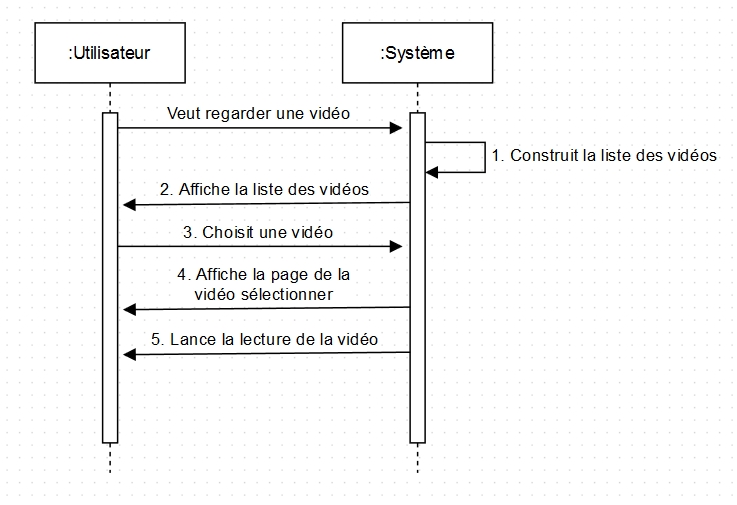 :Utilisateur
:Système
Veut regarder une vidéo
1. Construit la liste des vidéos
2. Affiche la liste des vidéos
3. Choisit une vidéo
4. Affiche la page de la
vidéo sélectionner
5. Lance la lecture de la vidéo